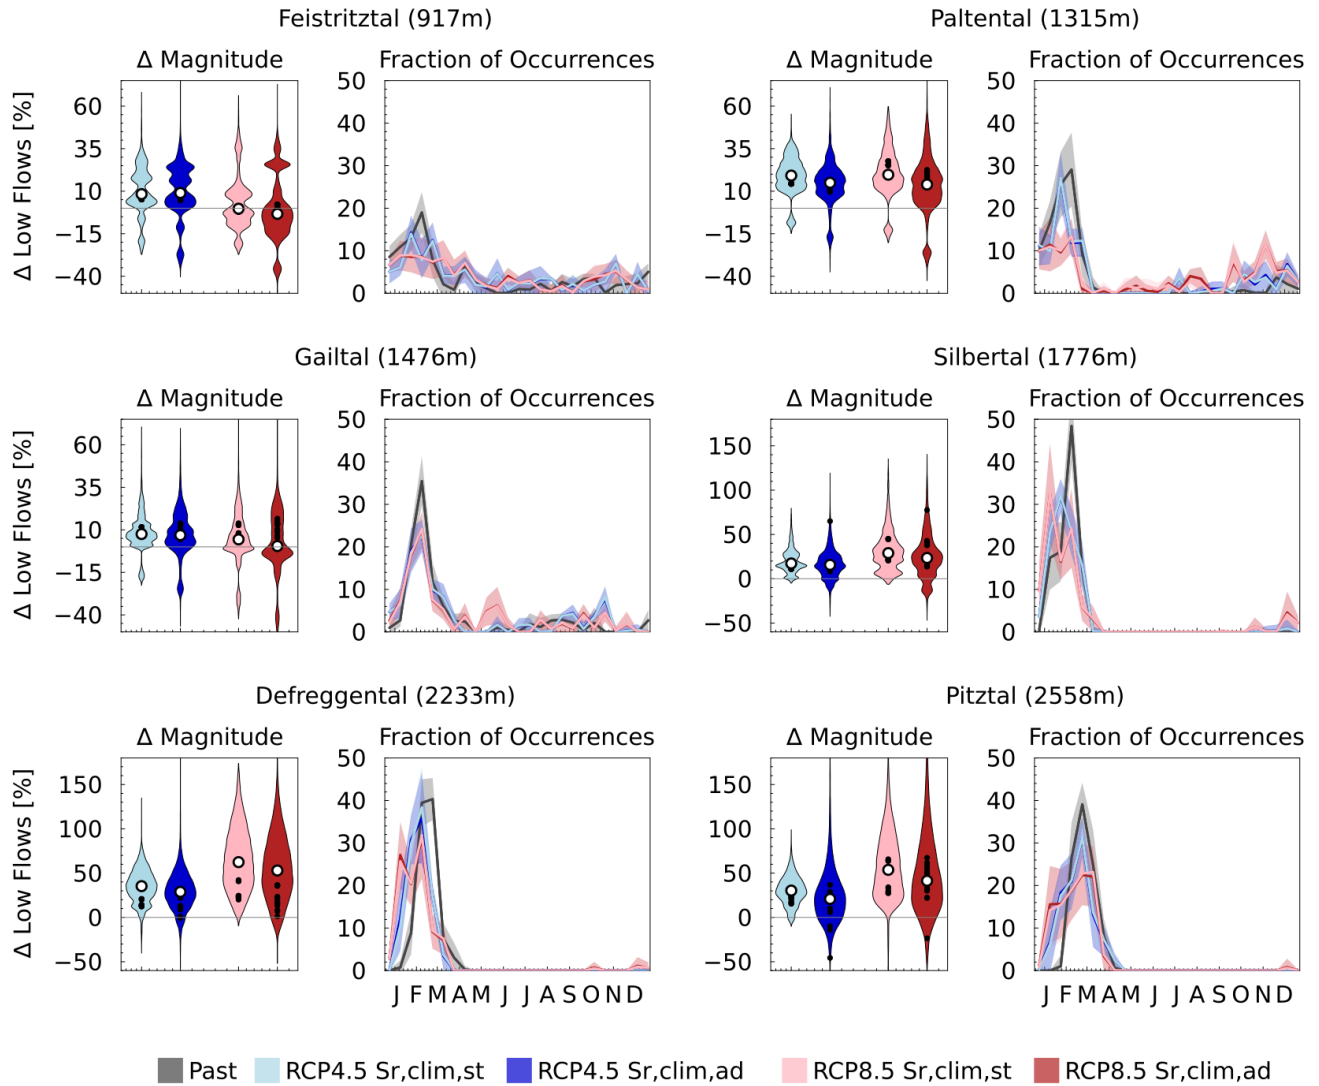 Feistritztal (917m)
Δ Magnitude
Fraction of Occurrences
Δ Low Flows [%]
60
35
10
−15
−40
50
40
30
20
10
0
Paltental (1315m)
Δ Magnitude
Fraction of Occurrences
60
35
10
−15
−40
50
40
30
20
10
0
Gailtal (1476m)
Δ Magnitude
Fraction of Occurrences
Δ Low Flows [%]
60
35
10
−15
−40
50
40
30
20
10
0
Silbertal (1776m)
Δ Magnitude
Fraction of Occurrences
150
100
50
0
−50
50
40
30
20
10
0
Defreggental (2233m)
Δ Magnitude
Fraction of Occurrences
Δ Low Flows [%]
150
100
50
0
−50
50
40
30
20
10
0
J F M A M J J A S O N D
Pitztal (2558m)
Δ Magnitude
Fraction of Occurrences
150
100
50
0
−50
50
40
30
20
10
0
J F M A M J J A S O N D
Past RCP4.5 Sr,clim,st RCP4.5 Sr,clim,ad RCP8.5 Sr,clim,st RCP8.5 Sr,clim,ad